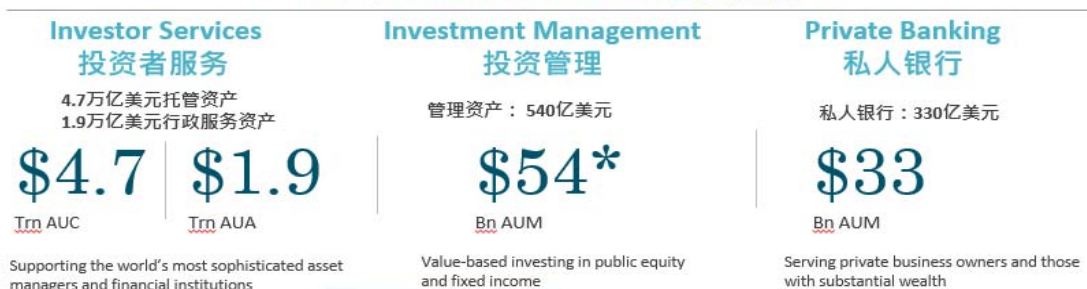 Investor Services
投资者服务
4.7万亿美元托管资产
1.9万亿美元行政服务资产
$4.7
Trn AUC
$1.9
Trn AUA
Supporting the world's most sophisticated asset
managers and financial institutions
Investment Management
投资管理
管理资产： 540亿美元
$54*
Bn AUM
Value-based investing in public equity
and fixed income
Private Banking
私人银行
私人银行：330亿美元
$33
Bn AUM
Serving private business owners and those
with substantial wealth